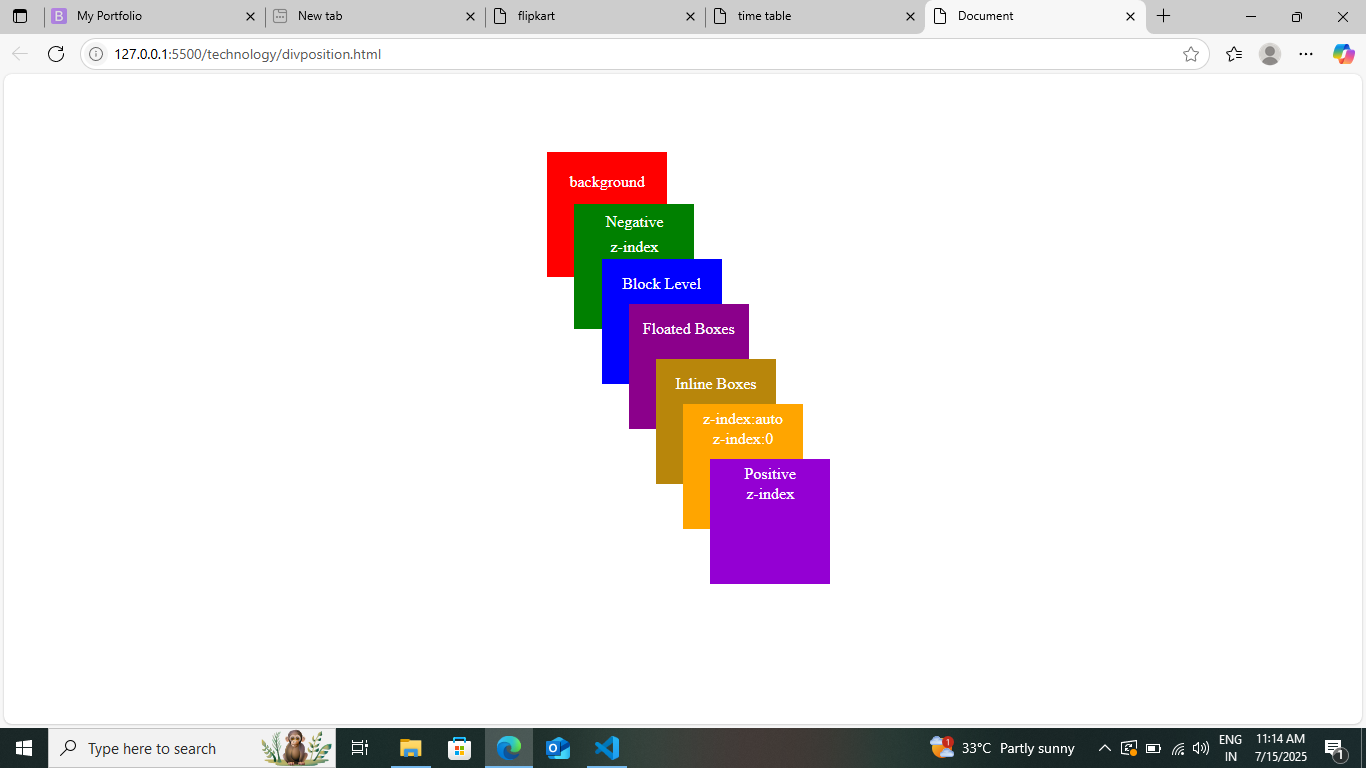 My Portfolio
New tab
flipkart
time table
Document
127.0.0.1:5500/technology/divposition.html
background
Negative
z-index
Block Level
Floated Boxes
Inline Boxes
z-index:auto
z-index:0
Positive
z-index
Type here to search
1
33°C Partly sunny
ENG
IN
11:14 AM
7/15/2025
1